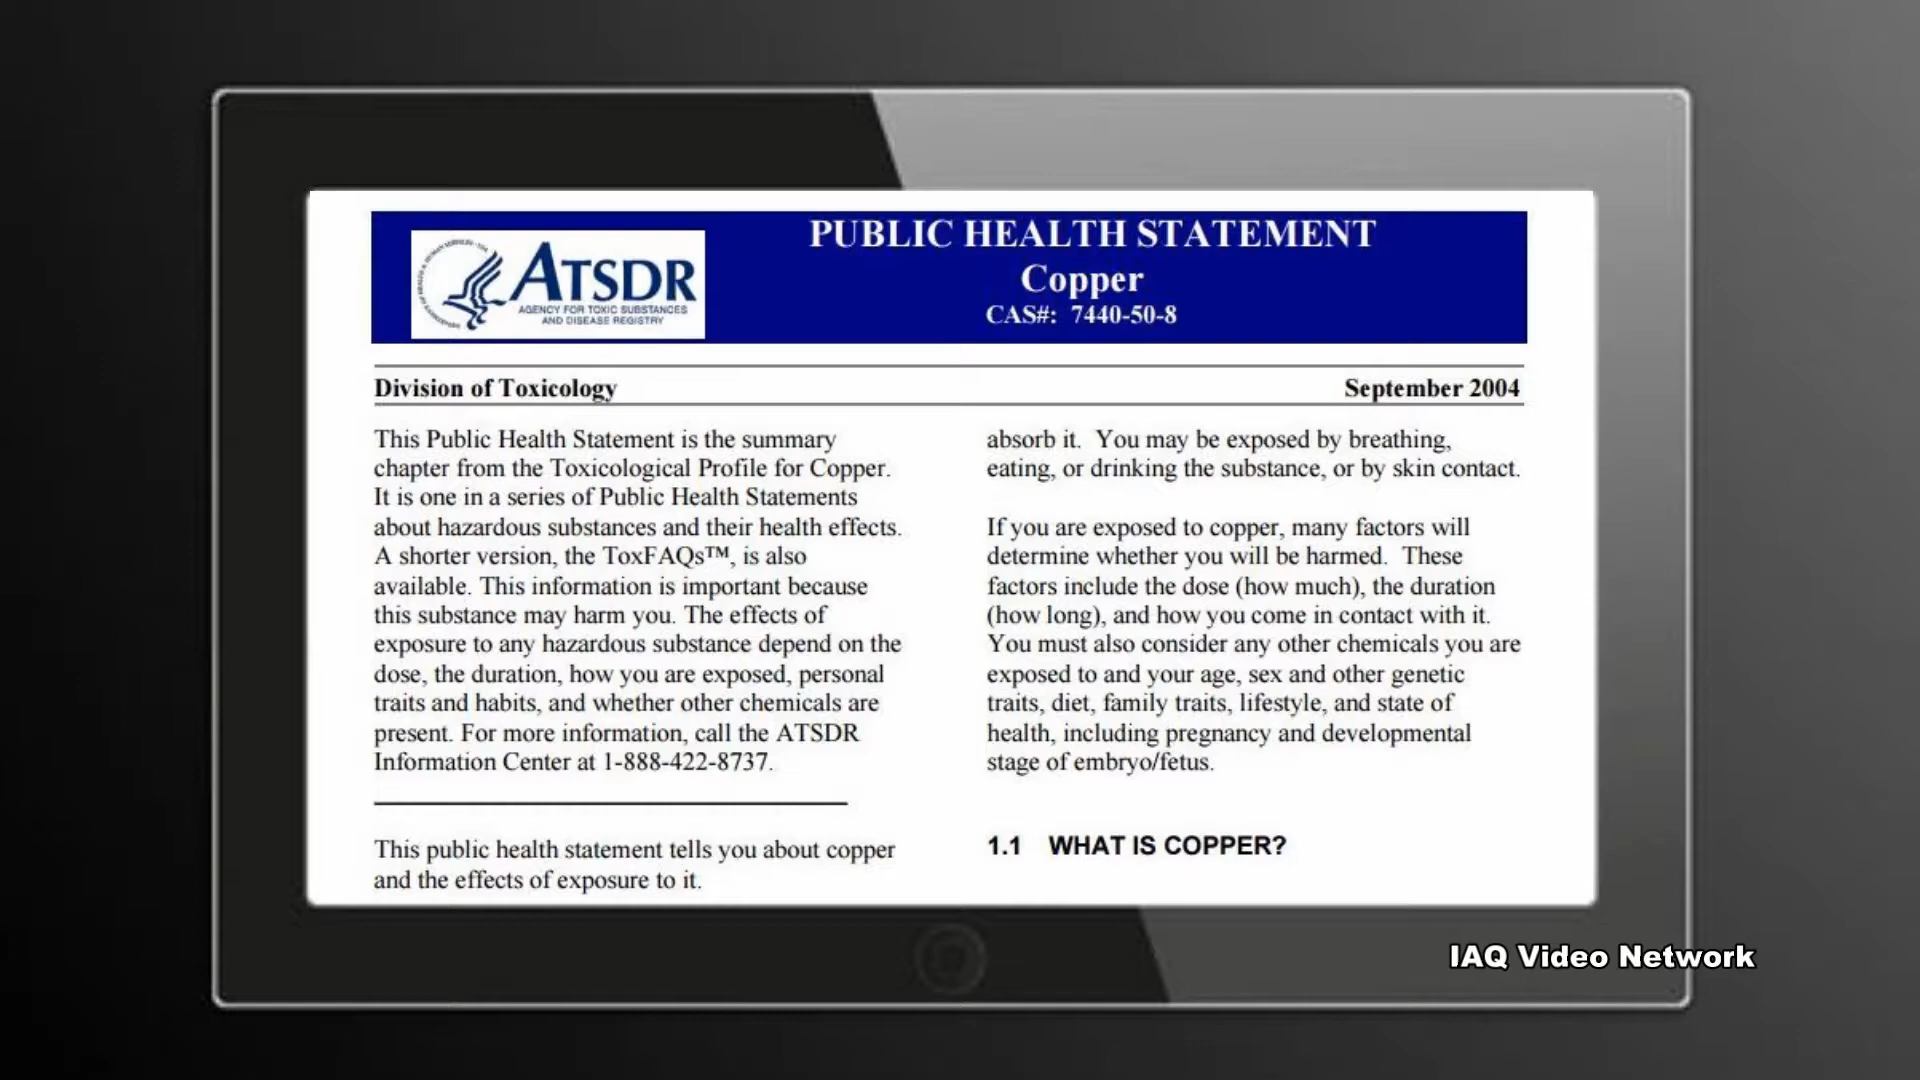 ATSDR
AGENCY FOR TOXIC SUBSTANCES
AND DISEASE REGISTRY
PUBLIC HEALTH STATEMENT
Copper
CAS#: 7440-50-8
Division of Toxicology
September 2004
This Public Health Statement is the summary
chapter from the Toxicological Profile for Copper.
It is one in a series of Public Health Statements
about hazardous substances and their health effects.
A shorter version, the ToxFAQs™, is also
available. This information is important because
this substance may harm you. The effects of
exposure to any hazardous substance depend on the
dose, the duration, how you are exposed, personal
traits and habits, and whether other chemicals are
present. For more information, call the ATSDR
Information Center at 1-888-422-8737.
This public health statement tells you about copper
and the effects of exposure to it.
absorb it. You may be exposed by breathing,
eating, or drinking the substance, or by skin contact.
If you are exposed to copper, many factors will
determine whether you will be harmed. These
factors include the dose (how much), the duration
(how long), and how you come in contact with it.
You must also consider any other chemicals you are
exposed to and your age, sex and other genetic
traits, diet, family traits, lifestyle, and state of
health, including pregnancy and developmental
stage of embryo/fetus.
1.1 WHAT IS COPPER?
IAQ Video Network